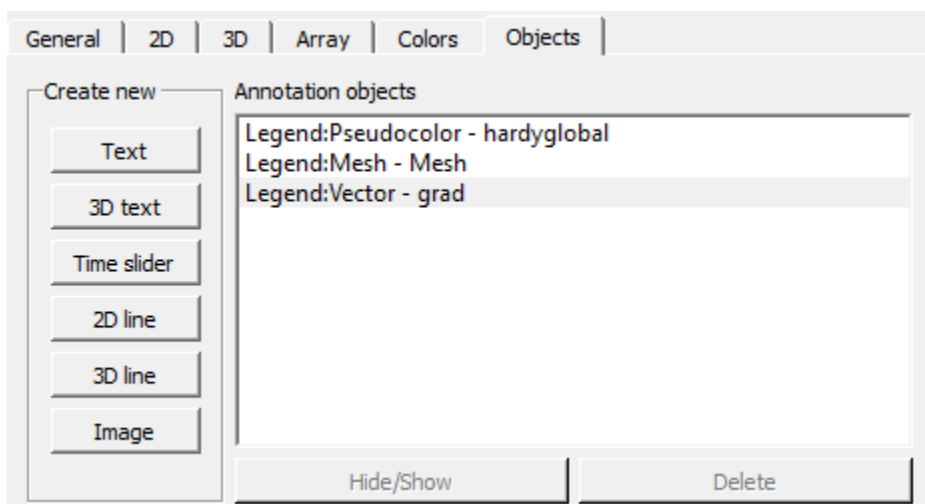 General 2D 3D Array Colors Objects
Create new
Annotation objects
Text
3D text
Time slider
2D line
3D line
Image
Legend:Pseudocolor - hardyglobal
Legend:Mesh - Mesh
Legend:Vector - grad
Hide/Show Delete